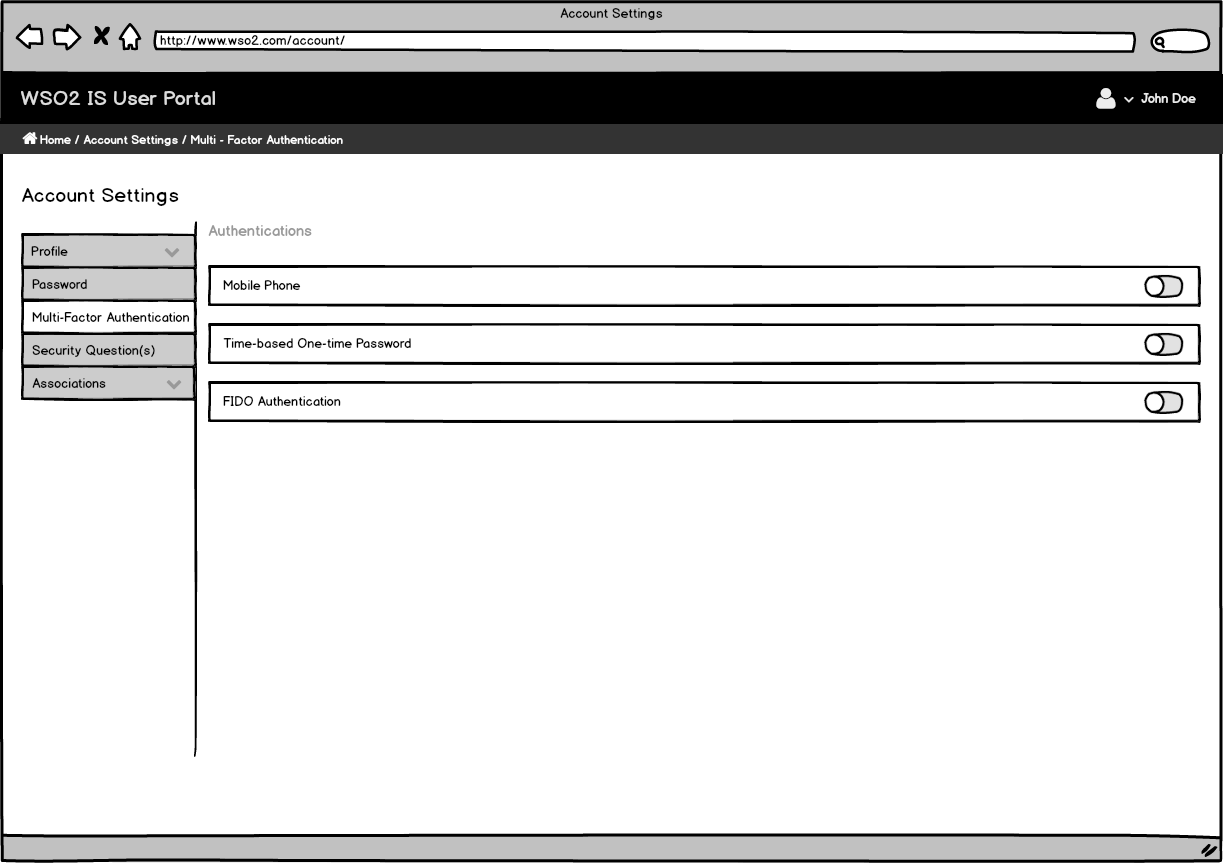 Account Settings
http://www.wso2.com/account/
WSO2 IS User Portal
John Doe
Home / Account Settings / Multi - Factor Authentication
Account Settings
Profile
Password
Multi-Factor Authentication
Security Question(s)
Associations
Authentications
Mobile Phone
Time-based One-time Password
FIDO Authentication